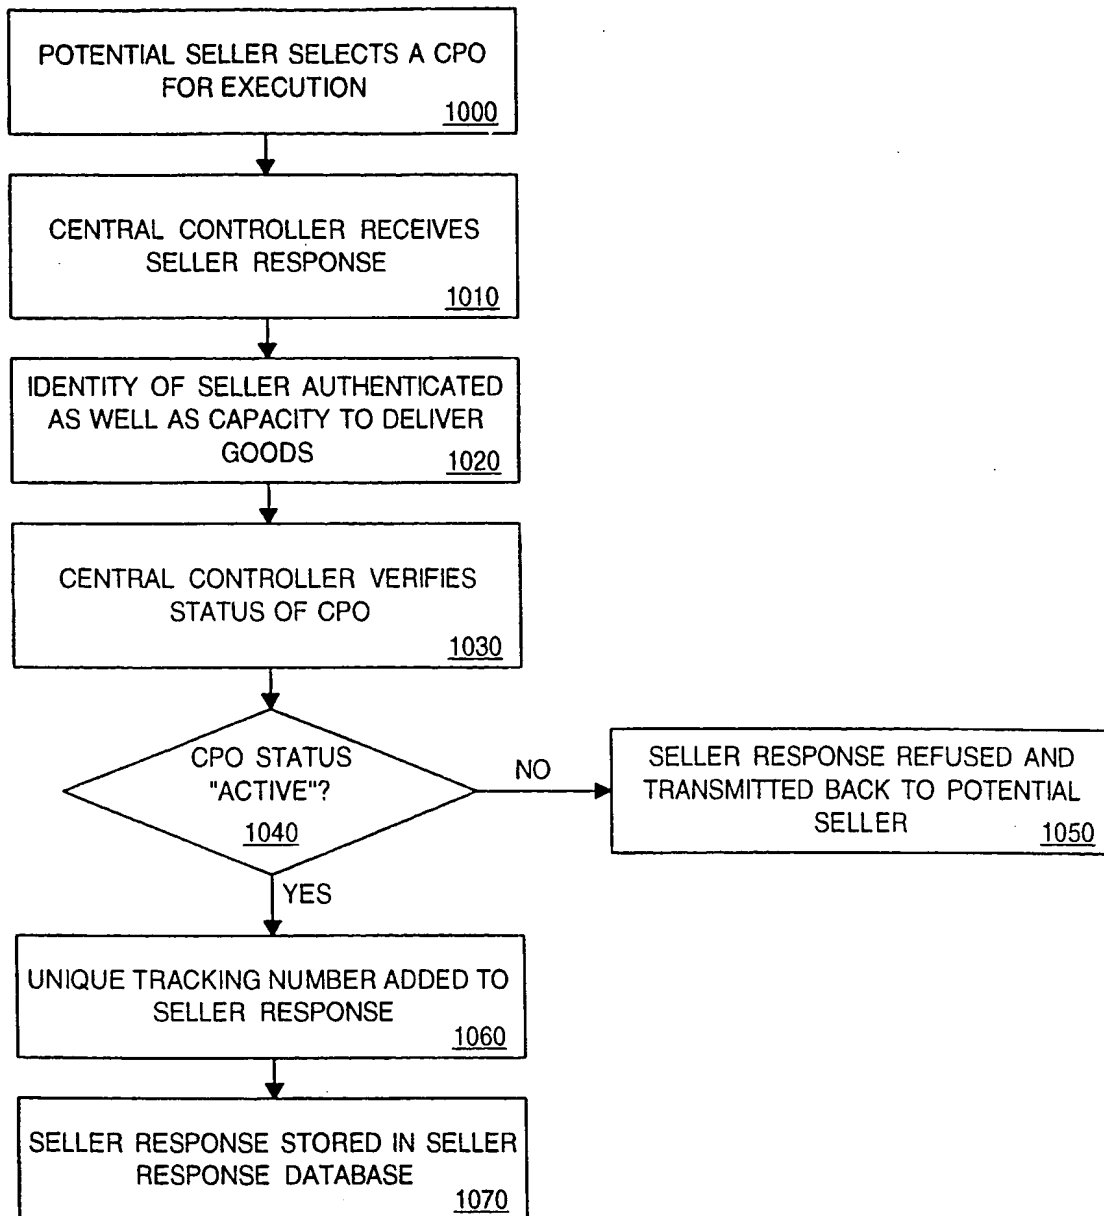 POTENTIAL SELLER SELECTS A CPO
FOR EXECUTION
1000
CENTRAL CONTROLLER RECEIVES
SELLER RESPONSE
1010
IDENTITY OF SELLER AUTHENTICATED
AS WELL AS CAPACITY TO DELIVER
GOODS
1020
CENTRAL CONTROLLER VERIFIES
STATUS OF CPO
1030
CPO STATUS
"ACTIVE"?
1040
NO
SELLER RESPONSE REFUSED AND
TRANSMITTED BACK TO POTENTIAL
SELLER
1050
YES
UNIQUE TRACKING NUMBER ADDED TO
SELLER RESPONSE
1060
SELLER RESPONSE STORED IN SELLER
RESPONSE DATABASE
1070